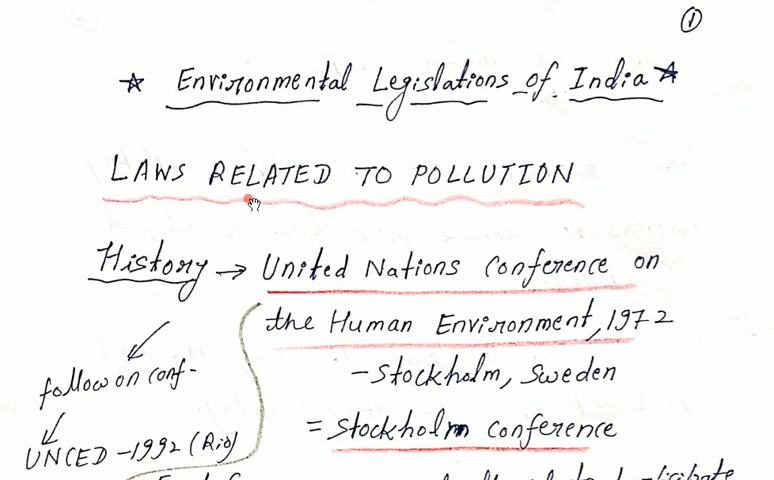 ①
☆ Environmental Legislations of India ☆
LAWS RELATED TO POLLUTION
History → United Nations Conference on
the Human Environment, 1972
- Stockholm, Sweden
= Stockholm conference
follow on conf-
UNCED - 1992 (Rio)